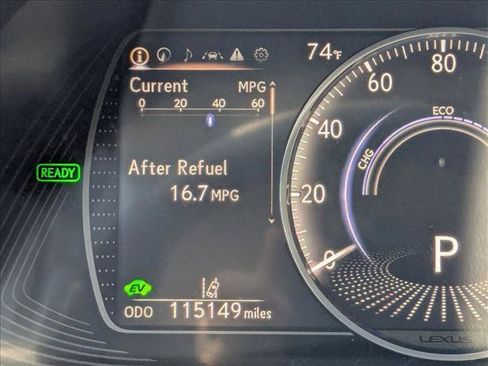 74°F
Current MPG
0 20 40 60
After Refuel
16.7 MPG
READY
EV
ODO 115149 miles
0
20
40
60
80
ECO
CHG
P
LEXUS